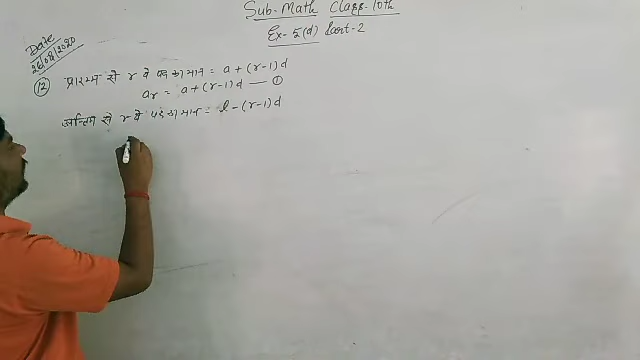 Sub-Math Class-10th
Ex-5(d) Part-2
Date
26/08/2020
(12) प्रारम्भ से r वे पद का मान = a + (r-1)d
ar = a + (r-1)d — ①
अन्तिम से r वे पद का मान = l - (r-1)d